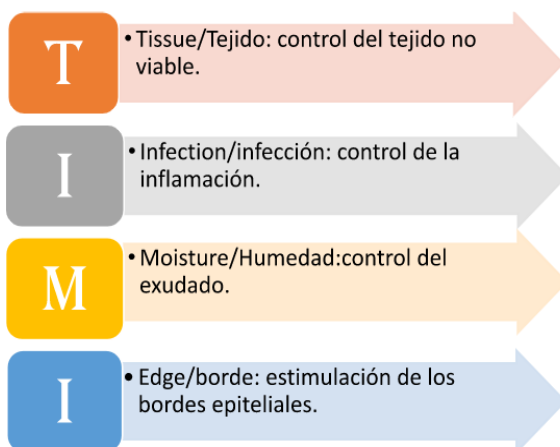 T
• Tissue/Tejido: control del tejido no
viable.
I
• Infection/infección: control de la
inflamación.
M
• Moisture/Humedad:control del
exudado.
I
• Edge/borde: estimulación de los
bordes epiteliales.